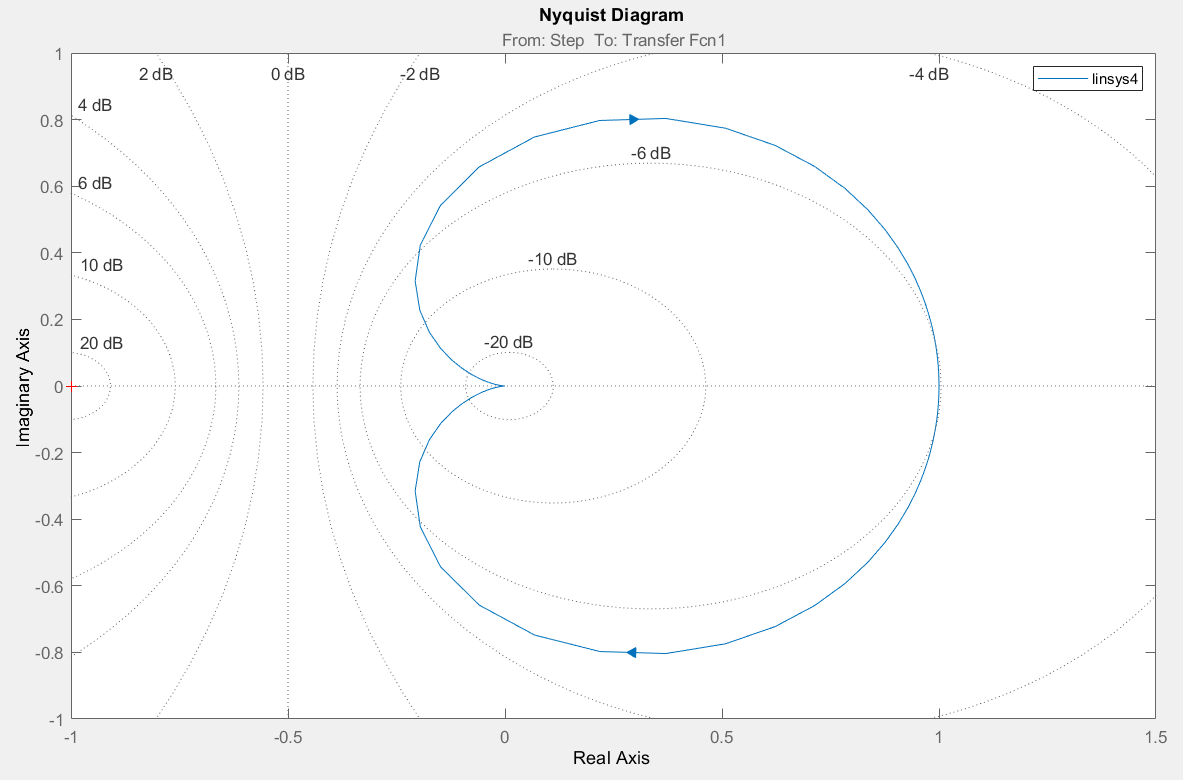 Nyquist Diagram
From: Step  To: Transfer Fcn1
2 dB
0 dB
-2 dB
-4 dB
linsys4
4 dB
6 dB
10 dB
20 dB
-6 dB
-10 dB
-20 dB
1
0.8
0.6
0.4
0.2
0
-0.2
-0.4
-0.6
-0.8
-1
Imaginary Axis
-1
-0.5
0
0.5
1
1.5
Real Axis